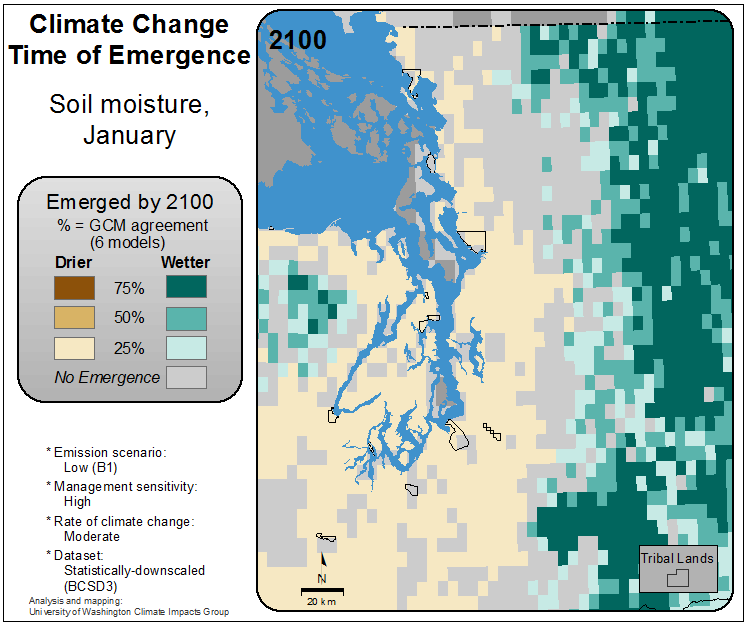 Climate Change
Time of Emergence
Soil moisture,
January
Emerged by 2100
% = GCM agreement
(6 models)
Drier Wetter
75%
50%
25%
No Emergence
* Emission scenario:
Low (B1)
* Management sensitivity:
High
* Rate of climate change:
Moderate
* Dataset:
Statistically-downscaled
(BCSD3)
Analysis and mapping:
University of Washington Climate Impacts Group
2100
N
20 km
Tribal Lands